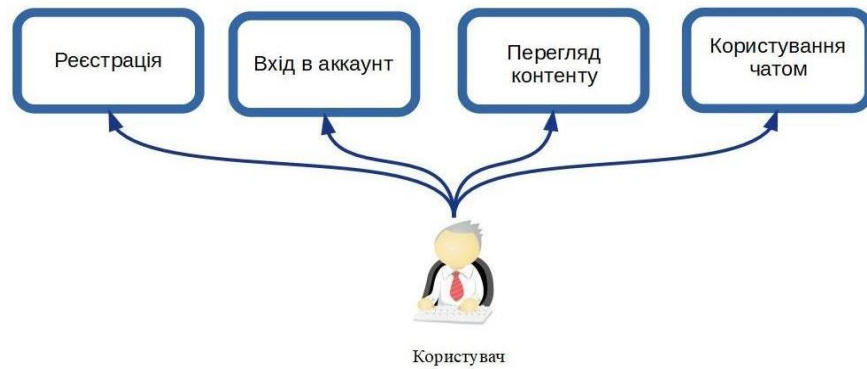 Реєстрація
Вхід в аккаунт
Перегляд
контенту
Користування
чатом
Користувач